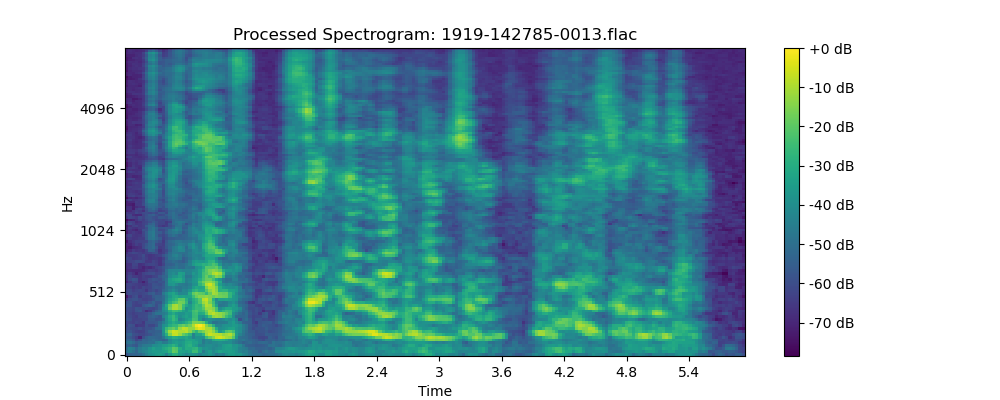 Processed Spectrogram: 1919-142785-0013.flac
+0 dB
-10 dB
-20 dB
-30 dB
-40 dB
-50 dB
-60 dB
-70 dB
Hz
4096
2048
1024
512
0
0 0.6 1.2 1.8 2.4 3 3.6 4.2 4.8 5.4
Time